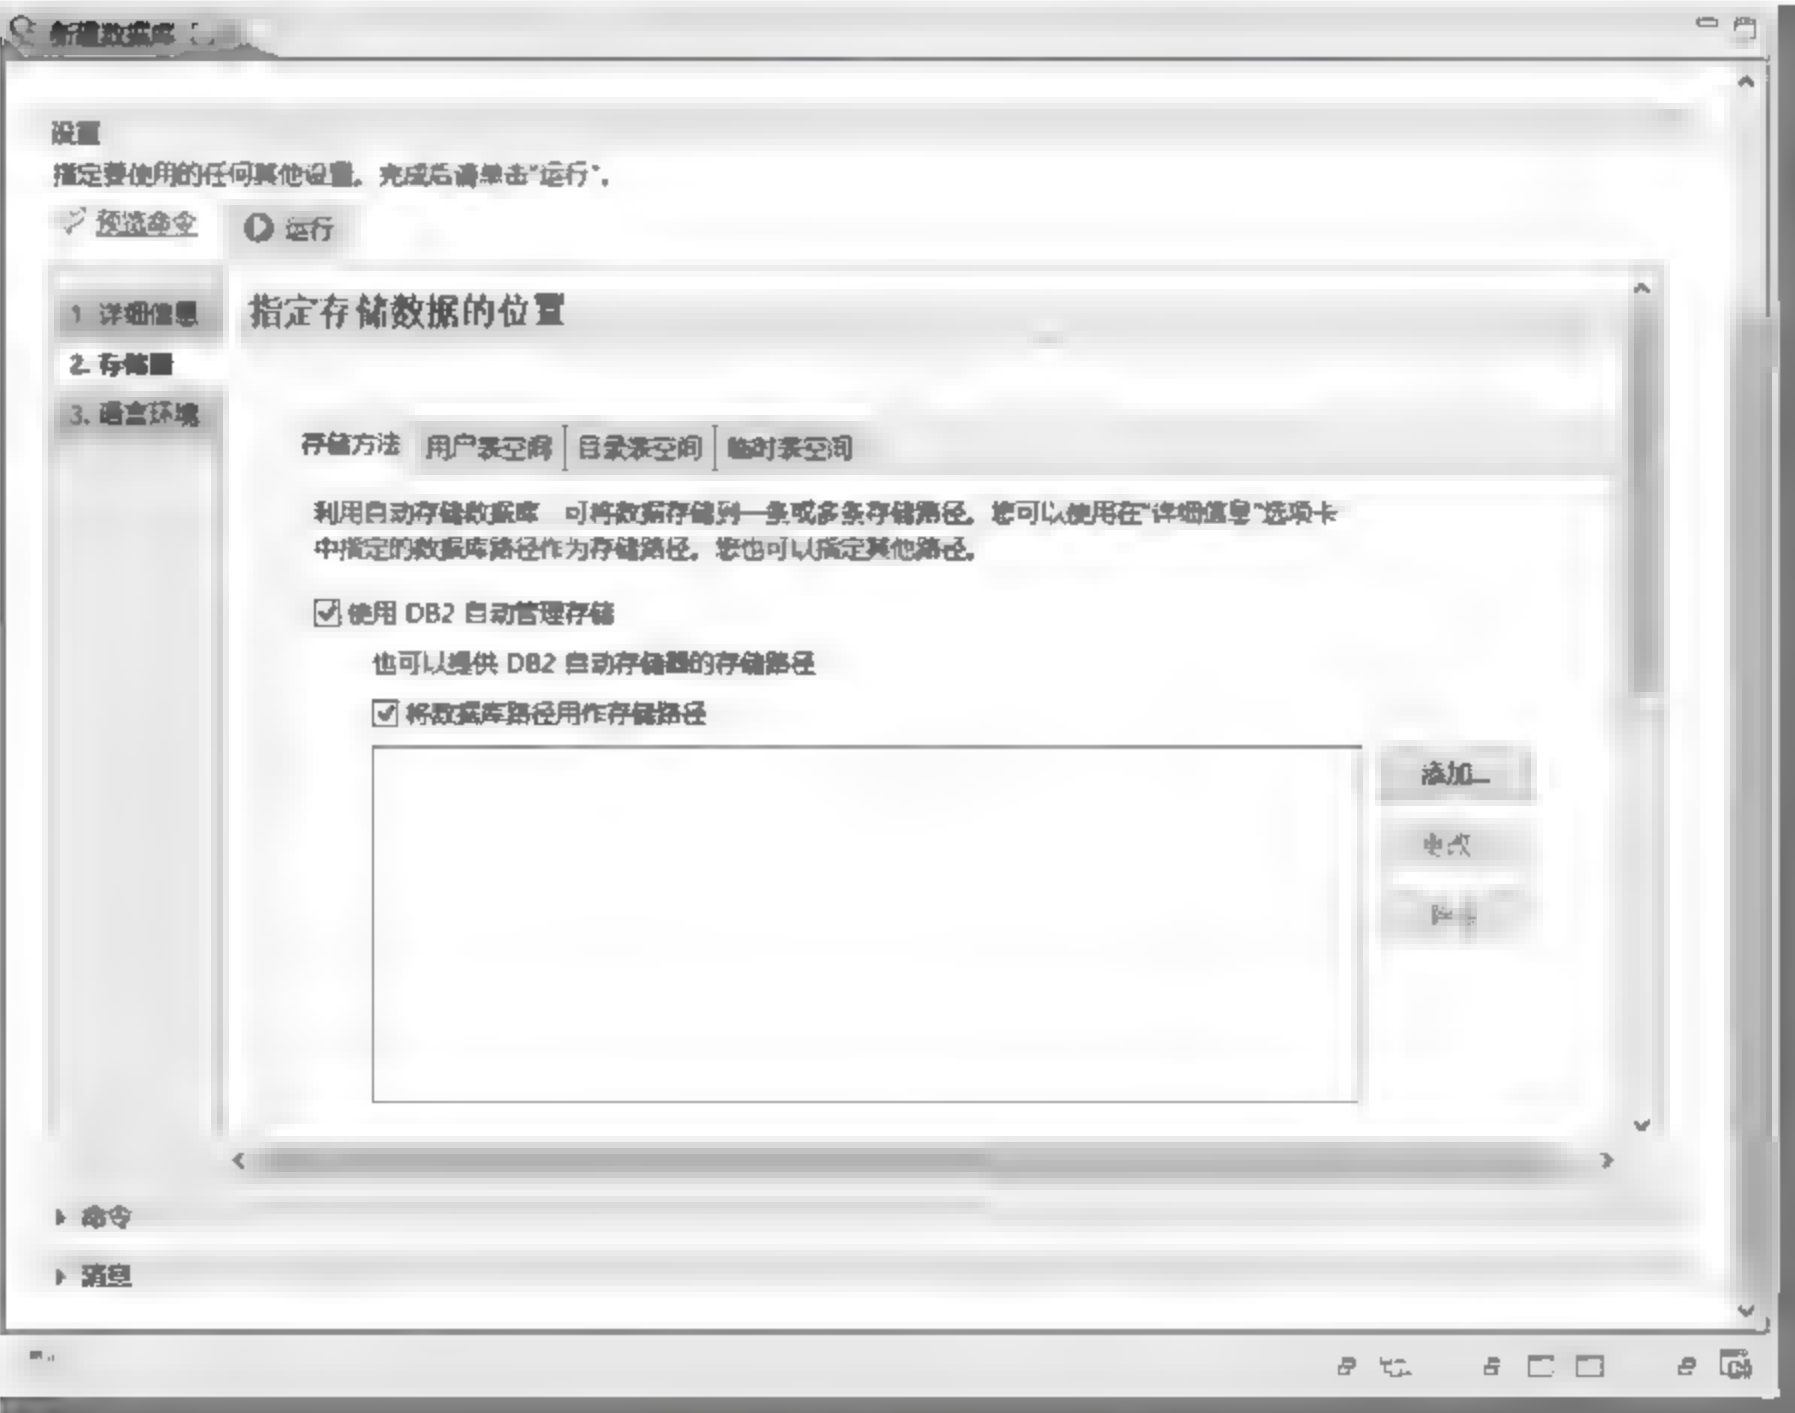 新建数据库
设置
指定要使用的任何其他设置。完成后请单击"运行"。
预览命令 运行
1. 详细信息
2. 存储器
3. 语言环境
指定存储数据的位置
存储方法 用户表空间 目录表空间 临时表空间
利用自动存储数据库，可将数据存储到一条或多条存储路径。您可以使用在"详细信息"选项卡
中指定的数据库路径作为存储路径。您也可以指定其他路径。
使用 DB2 自动管理存储
也可以提供 DB2 自动存储器的存储路径
将数据库路径用作存储路径
添加...
更改
命令
消息